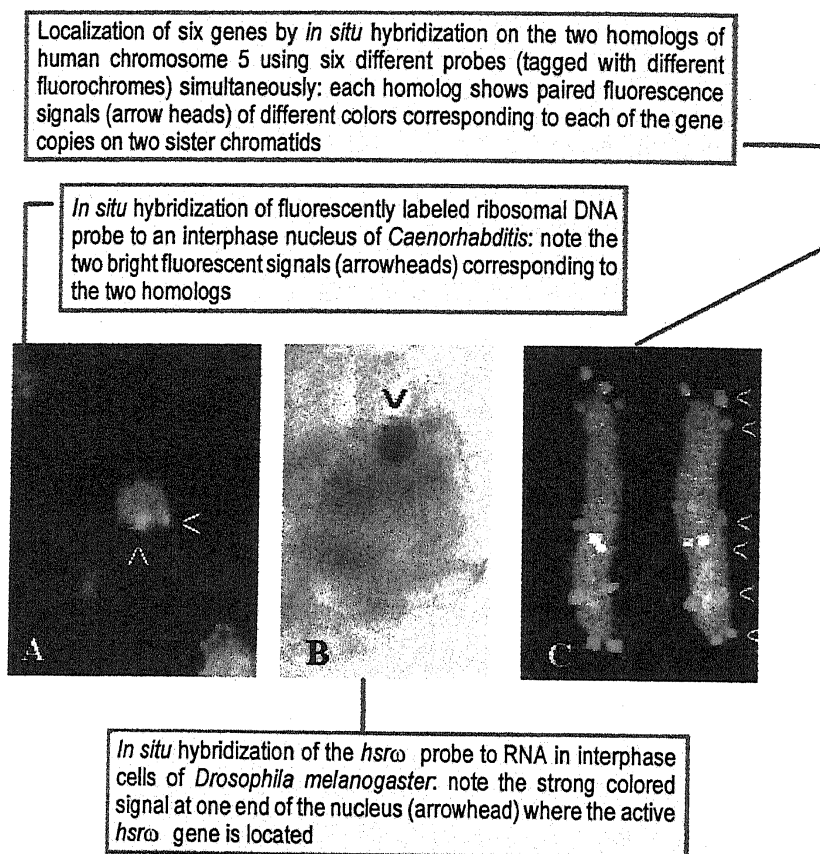 Localization of six genes by in situ hybridization on the two homologs of
human chromosome 5 using six different probes (tagged with different
fluorochromes) simultaneously: each homolog shows paired fluorescence
signals (arrow heads) of different colors corresponding to each of the gene
copies on two sister chromatids
In situ hybridization of fluorescently labeled ribosomal DNA
probe to an interphase nucleus of Caenorhabditis: note the
two bright fluorescent signals (arrowheads) corresponding to
the two homologs
A
B
C
In situ hybridization of the hsrω probe to RNA in interphase
cells of Drosophila melanogaster: note the strong colored
signal at one end of the nucleus (arrowhead) where the active
hsrω gene is located